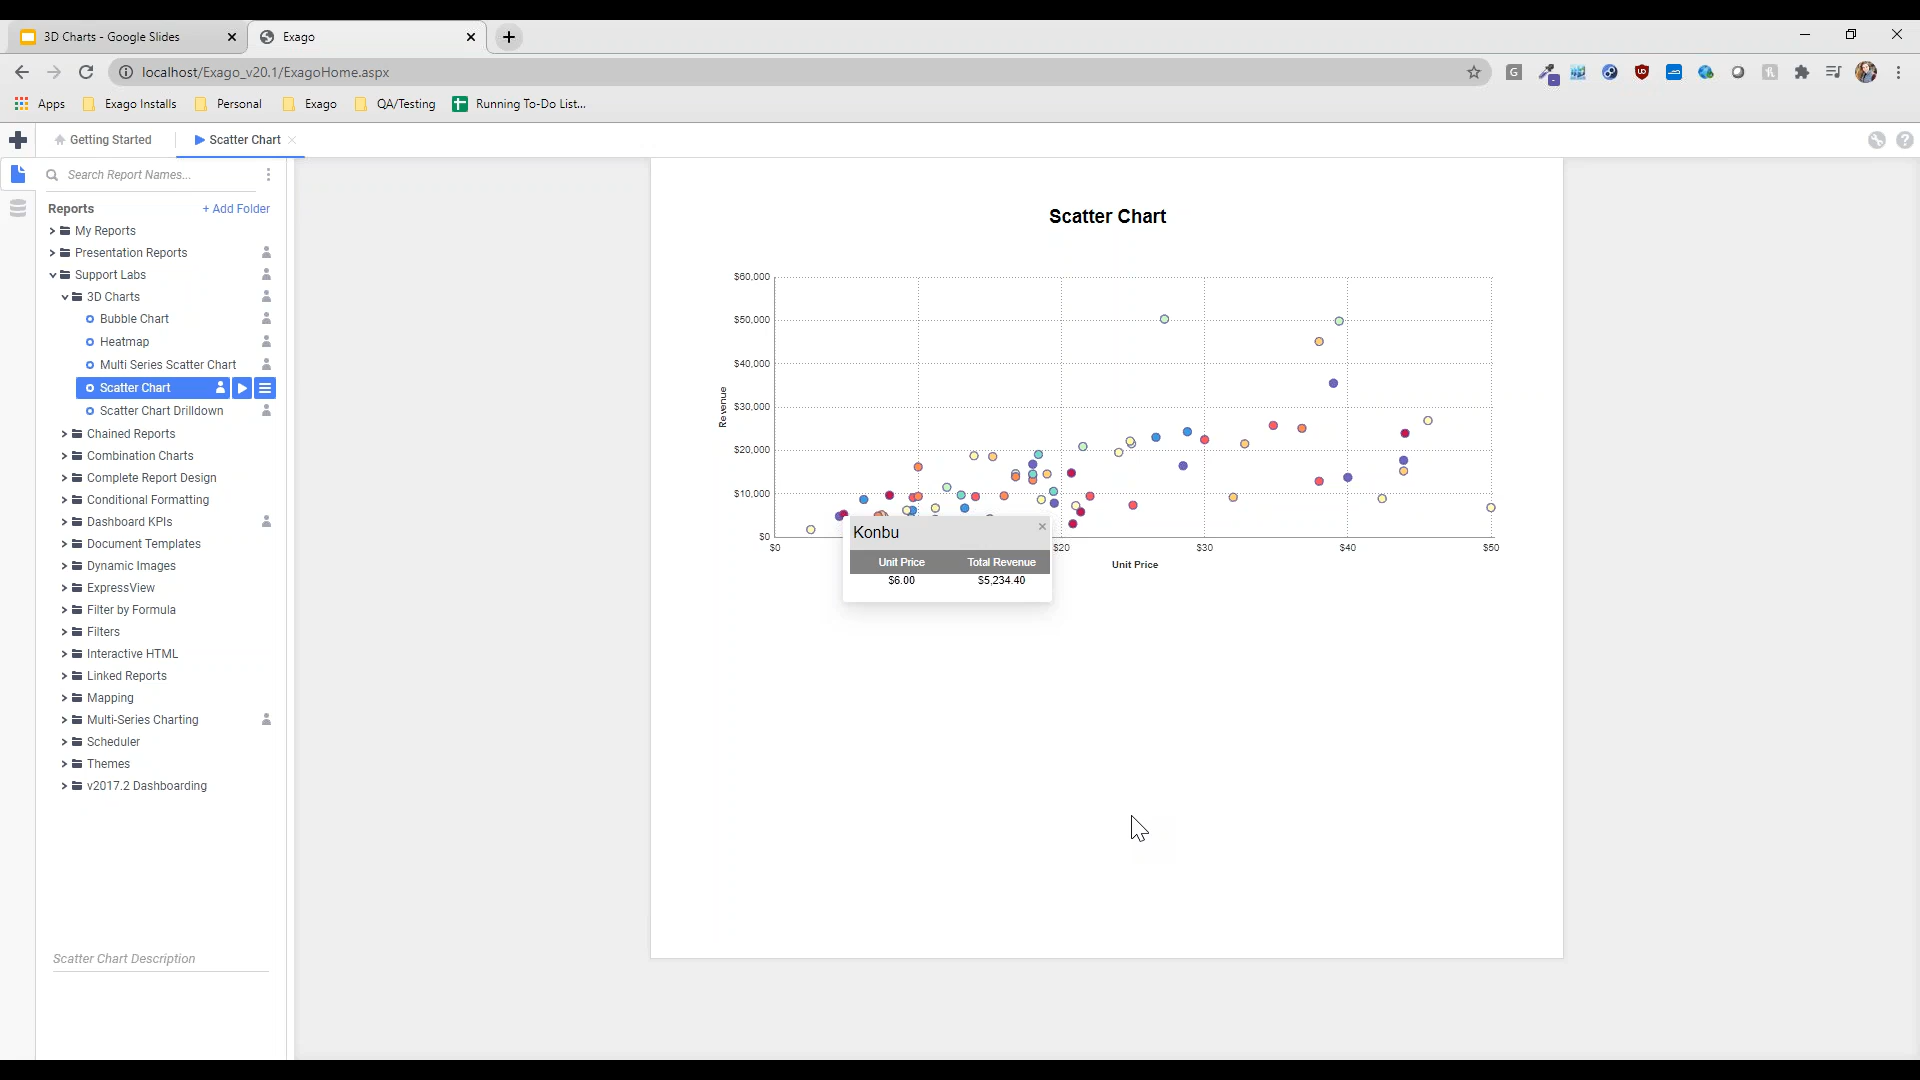 3D Charts - Google Slides
Exago
localhost/Exago_v20.1/ExagoHome.aspx
Apps
Exago Installs
Personal
Exago
QA/Testing
Running To-Do List...
Getting Started
Scatter Chart
Search Report Names...
Reports
+ Add Folder
My Reports
Presentation Reports
Support Labs
3D Charts
Bubble Chart
Heatmap
Multi Series Scatter Chart
Scatter Chart
Scatter Chart Drilldown
Chained Reports
Combination Charts
Complete Report Design
Conditional Formatting
Dashboard KPIs
Document Templates
Dynamic Images
ExpressView
Filter by Formula
Filters
Interactive HTML
Linked Reports
Mapping
Multi-Series Charting
Scheduler
Themes
v2017.2 Dashboarding
Scatter Chart Description
Scatter Chart
$60,000
$50,000
$40,000
$30,000
$20,000
$10,000
$0
Revenue
$0
$20
$30
$40
$50
Unit Price
Konbu
Unit Price Total Revenue
$6.00 $5,234.40